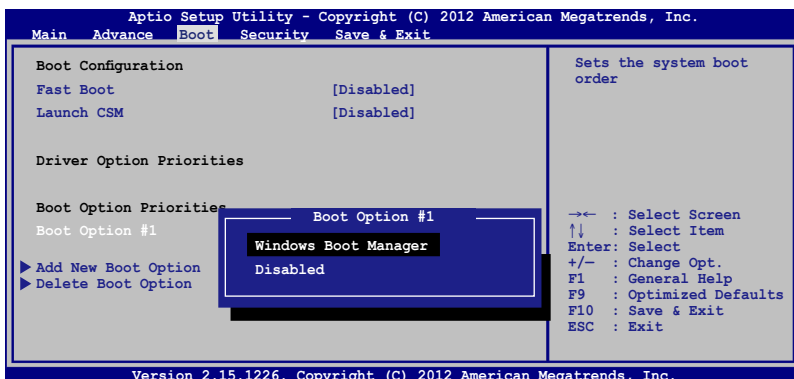 Aptio Setup Utility - Copyright (C) 2012 American Megatrends, Inc.
Main Advance Boot Security Save & Exit
Boot Configuration
Fast Boot [Disabled]
Launch CSM [Disabled]
Driver Option Priorities
Boot Option Priorities
Boot Option #1
Add New Boot Option
Delete Boot Option
Boot Option #1
Windows Boot Manager
Disabled
Sets the system boot
order
→← : Select Screen
↑↓ : Select Item
Enter: Select
+/— : Change Opt.
F1 : General Help
F9 : Optimized Defaults
F10 : Save & Exit
ESC : Exit
Version 2.15.1226. Copyright (C) 2012 American Megatrends, Inc.